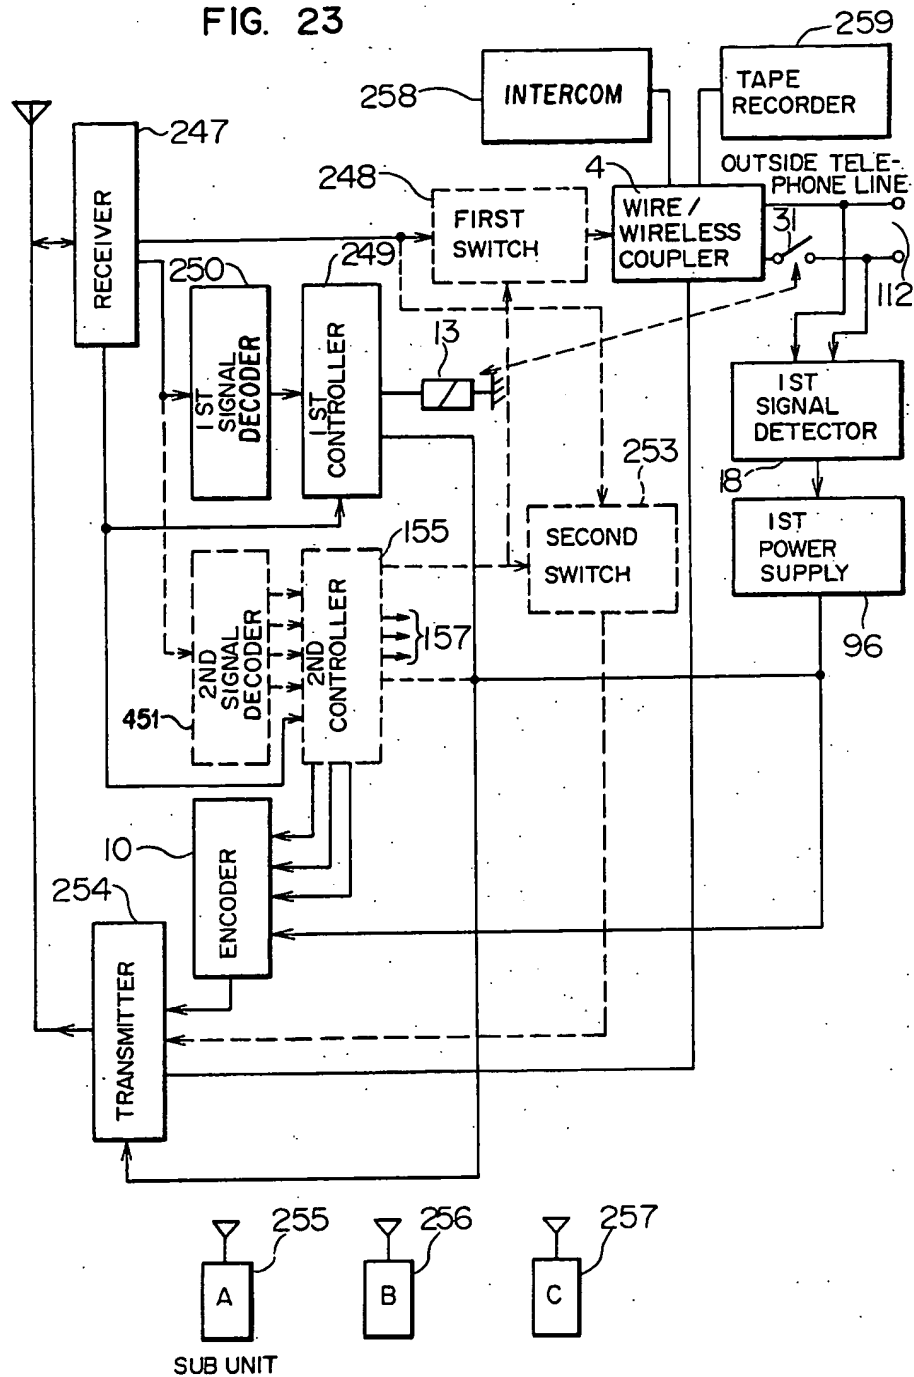 FIG. 23
259
TAPE
RECORDER
258
INTERCOM
247
RECEIVER
OUTSIDE TELE-
PHONE LINE
248
FIRST
SWITCH
4
WIRE/
WIRELESS
COUPLER
31
112
250
1ST
SIGNAL
DECODER
249
1ST
CONTROLLER
13
1ST
SIGNAL
DETECTOR
18
253
SECOND
SWITCH
1ST
POWER
SUPPLY
96
155
2ND
SIGNAL
DECODER
451
2ND
CONTROLLER
157
10
ENCODER
254
TRANSMITTER
255
A
SUB UNIT
256
B
257
C